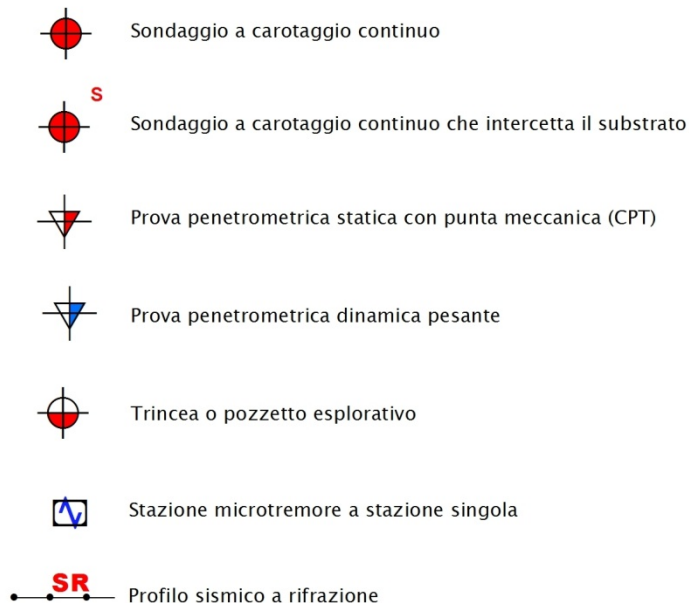 Sondaggio a carotaggio continuo
S
Sondaggio a carotaggio continuo che intercetta il substrato
Prova penetrometrica statica con punta meccanica (CPT)
Prova penetrometrica dinamica pesante
Trincea o pozzetto esplorativo
Stazione microtremore a stazione singola
SR
Profilo sismico a rifrazione